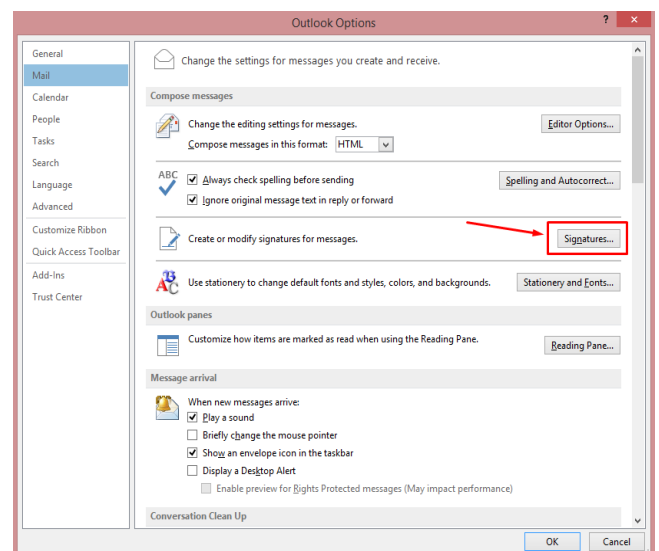 Outlook Options
?
General
Mail
Calendar
People
Tasks
Search
Language
Advanced
Customize Ribbon
Quick Access Toolbar
Add-Ins
Trust Center
Change the settings for messages you create and receive.
Compose messages
Change the editing settings for messages.
Editor Options...
Compose messages in this format: HTML
ABC
Always check spelling before sending
Spelling and Autocorrect...
Ignore original message text in reply or forward
Create or modify signatures for messages.
Signatures...
Use stationery to change default fonts and styles, colors, and backgrounds.
Stationery and Fonts...
Outlook panes
Customize how items are marked as read when using the Reading Pane.
Reading Pane...
Message arrival
When new messages arrive:
Play a sound
Briefly change the mouse pointer
Show an envelope icon in the taskbar
Display a Desktop Alert
Enable preview for Rights Protected messages (May impact performance)
Conversation Clean Up
OK
Cancel